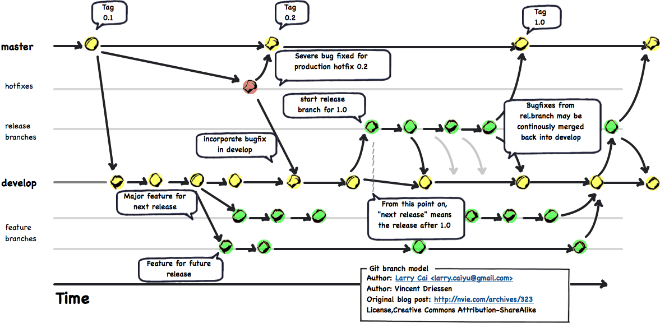 Tag
0.1
Tag
0.2
Tag
1.0
master
Severe bug fixed for
production hotfix 0.2
hotfixes
start release
branch for 1.0
Bugfixes from
rel.branch may be
continously merged
back into develop
release
branches
incorporate bugfix
in develop
develop
Major feature for
next release
From this point on,
"next release" means
the release after 1.0
feature
branches
Feature for future
release
Git branch model
Author: Larry Cai <larry.caiyu@gmail.com>
Author: Vincent Driessen
Original blog post: http://nvie.com/archives/323
License,Creative Commons Attribution-ShareAlike
Time